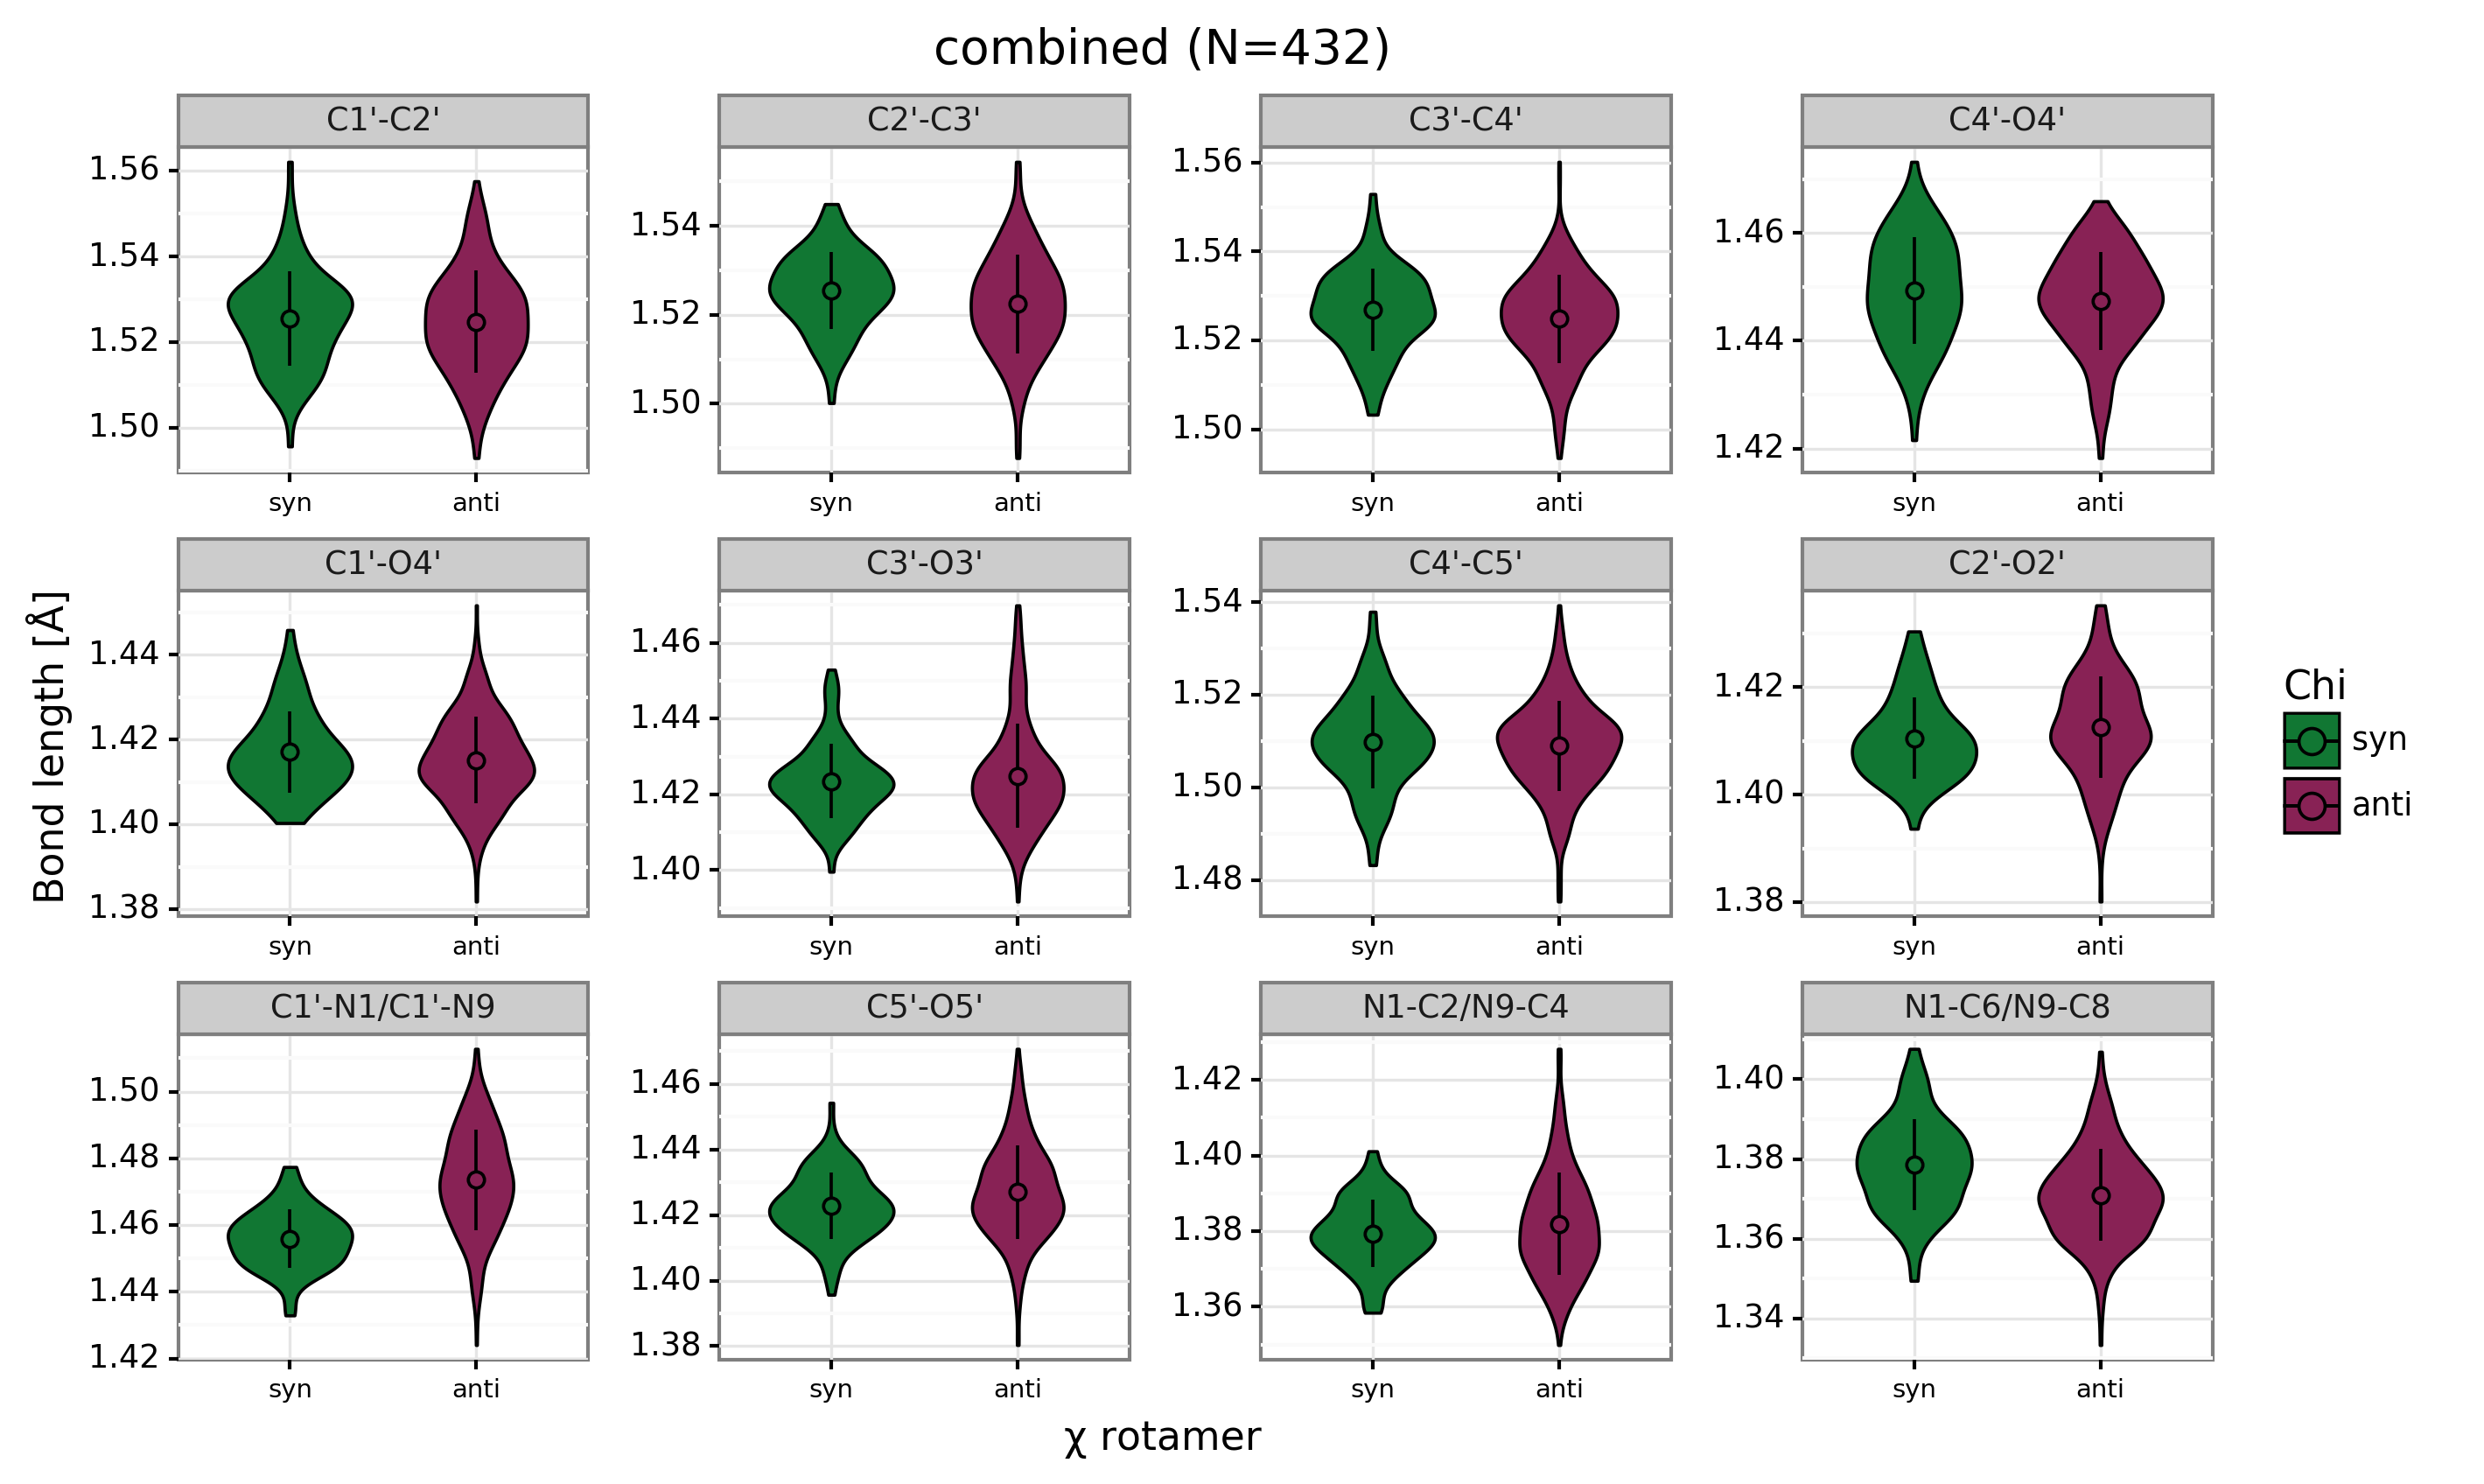 combined (N=432)
C1'-C2'
C2'-C3'
C3'-C4'
C4'-O4'
1.56
1.54
1.52
1.50
1.54
1.52
1.50
1.56
1.54
1.52
1.50
1.46
1.44
1.42
syn anti
syn anti
syn anti
syn anti
C1'-O4'
C3'-O3'
C4'-C5'
C2'-O2'
1.44
1.42
1.40
1.38
1.46
1.44
1.42
1.40
1.54
1.52
1.50
1.48
1.42
1.40
1.38
syn anti
syn anti
syn anti
syn anti
C1'-N1/C1'-N9
C5'-O5'
N1-C2/N9-C4
N1-C6/N9-C8
1.50
1.48
1.46
1.44
1.42
1.46
1.44
1.42
1.40
1.38
1.42
1.40
1.38
1.36
1.40
1.38
1.36
1.34
syn anti
syn anti
syn anti
syn anti
Bond length [Å]
χ rotamer
Chi
syn
anti